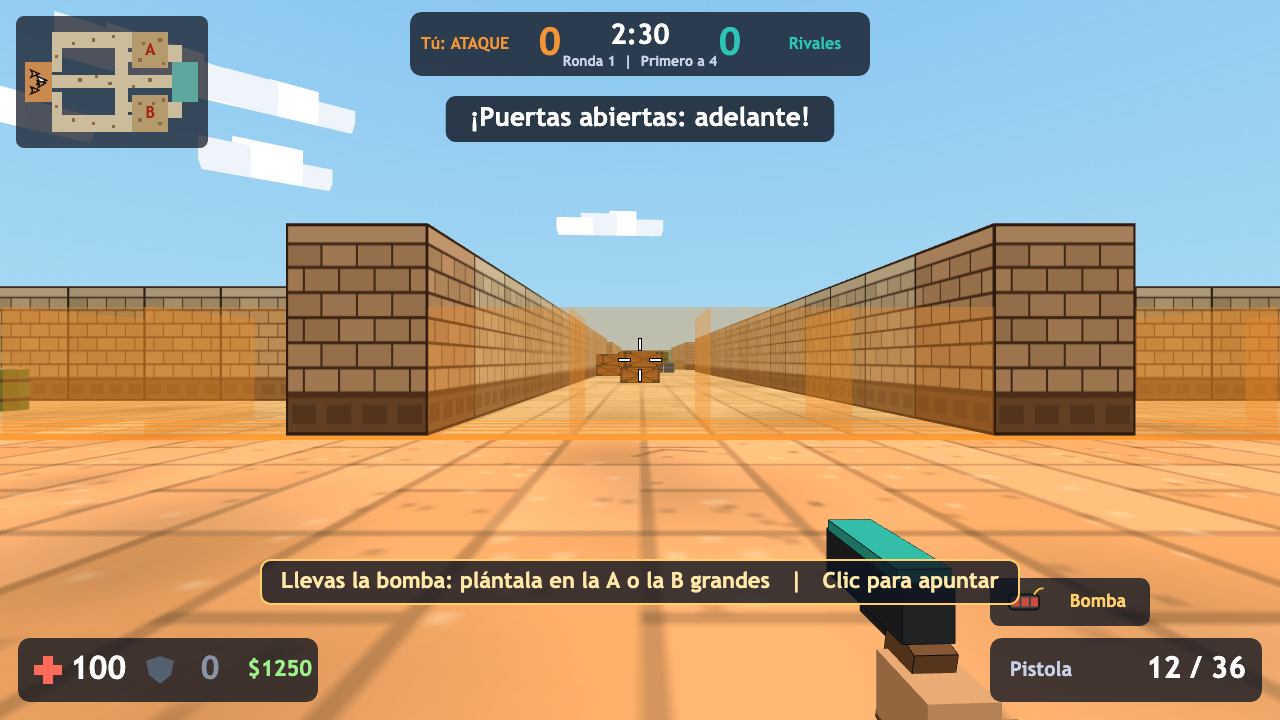 A
B
Tú: ATAQUE
0
2:30
0
Rivales
Ronda 1 | Primero a 4
¡Puertas abiertas: adelante!
Llevas la bomba: plántala en la A o la B grandes | Clic para apuntar
Bomba
100
0
$1250
Pistola
12 / 36